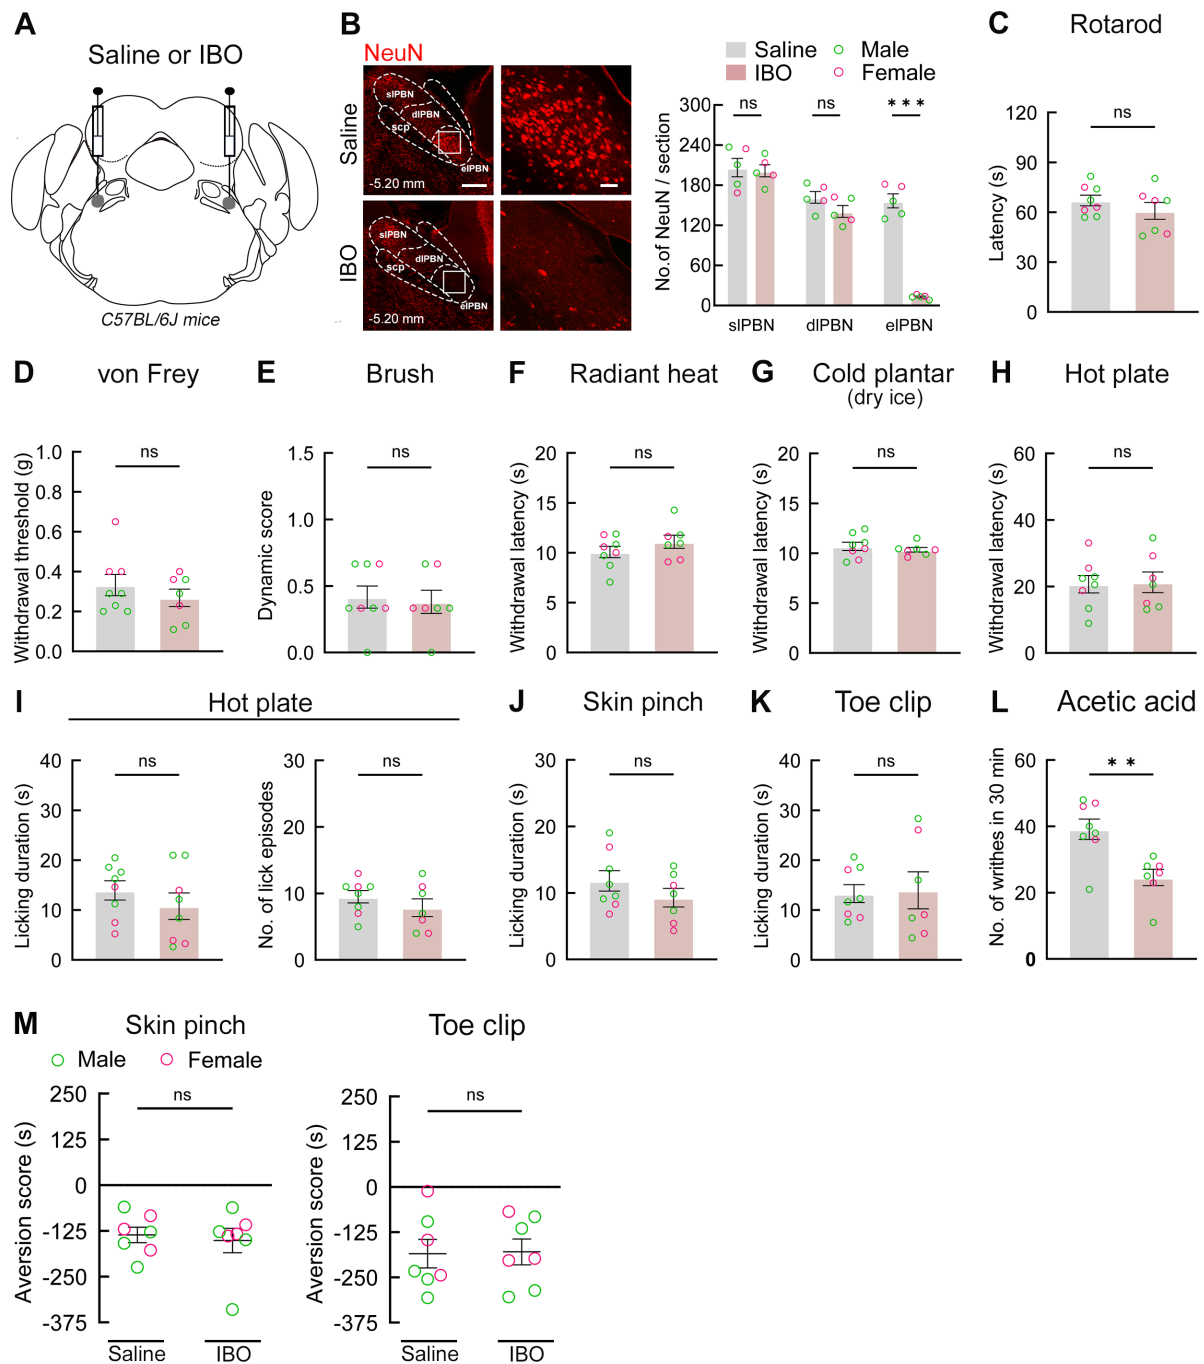 A
Saline or IBO
C57BL/6J mice
B
NeuN
Saline
IBO
slPBN
dlPBN
scp
elPBN
-5.20 mm
slPBN
dlPBN
scp
elPBN
-5.20 mm
Saline
IBO
Male
Female
No.of NeuN / section
300
240
180
120
60
0
ns
ns
* * *
slPBN
dlPBN
elPBN
C
Rotarod
Latency (s)
120
90
60
30
0
ns
D
von Frey
Withdrawal threshold (g)
1.0
0.8
0.6
0.4
0.2
0.0
ns
E
Brush
Dynamic score
1.5
1.0
0.5
0.0
ns
F
Radiant heat
Withdrawal latency (s)
20
15
10
5
0
ns
G
Cold plantar
(dry ice)
Withdrawal latency (s)
20
15
10
5
0
ns
H
Hot plate
Withdrawal latency (s)
60
40
20
0
ns
I
Hot plate
Licking duration (s)
40
30
20
10
0
ns
No. of lick episodes
30
20
10
0
ns
J
Skin pinch
Licking duration (s)
30
20
10
0
ns
K
Toe clip
Licking duration (s)
40
30
20
10
0
ns
L
Acetic acid
No. of writhes in 30 min
60
40
20
0
* *
M
Skin pinch
Male
Female
Aversion score (s)
250
125
0
-125
-250
-375
ns
Saline
IBO
Toe clip
Aversion score (s)
250
125
0
-125
-250
-375
ns
Saline
IBO